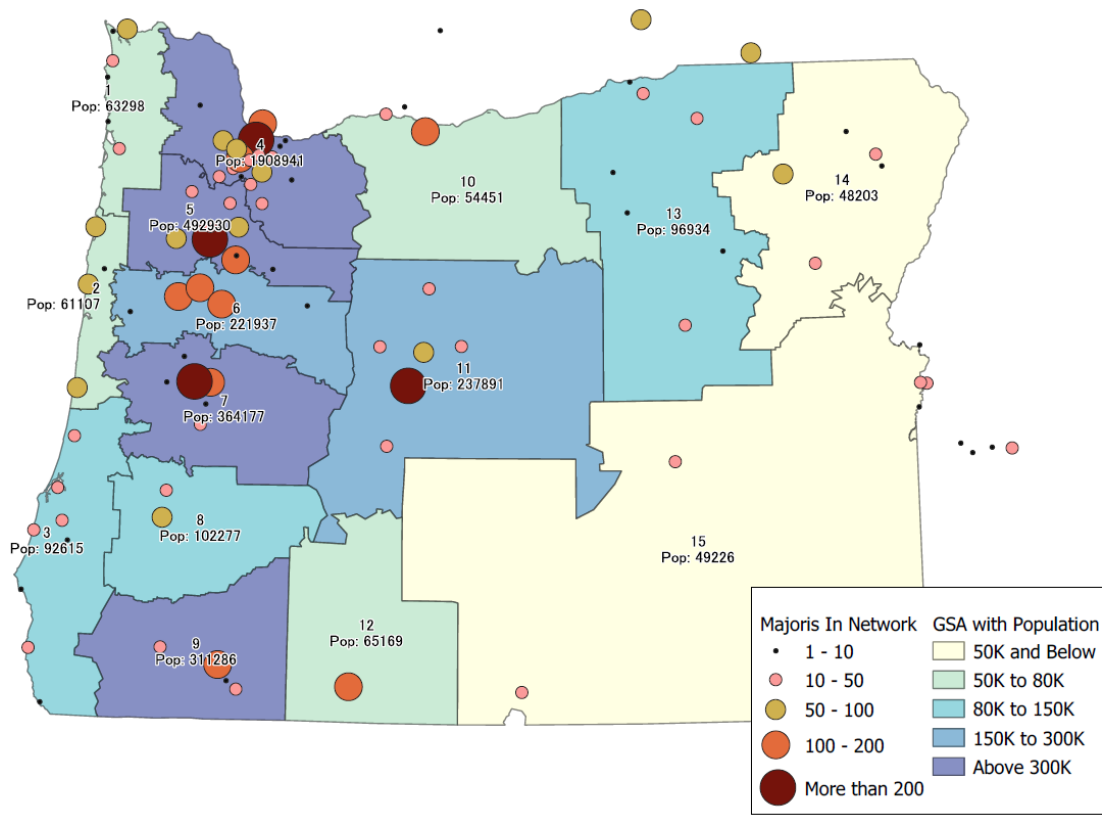 1
Pop: 63298
4
Pop: 1908941
5
Pop: 492930
10
Pop: 54451
14
Pop: 48203
13
Pop: 96934
2
Pop: 61107
6
Pop: 221937
11
Pop: 237891
7
Pop: 364177
3
Pop: 92615
8
Pop: 102277
15
Pop: 49226
12
Pop: 65169
9
Pop: 311286
Majoris In Network
1 - 10
10 - 50
50 - 100
100 - 200
More than 200
GSA with Population
50K and Below
50K to 80K
80K to 150K
150K to 300K
Above 300K